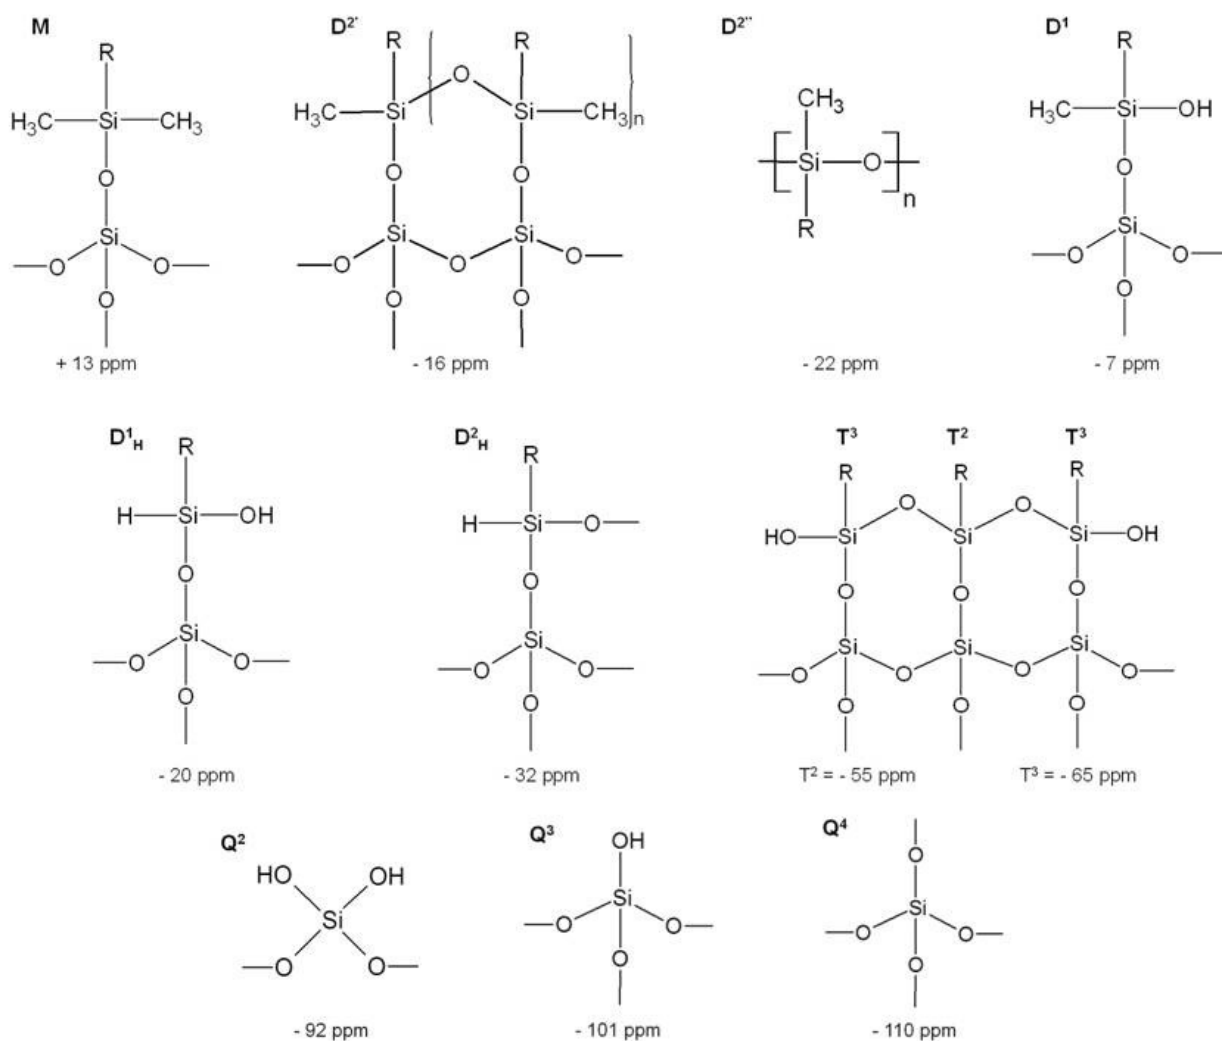 M D²' D²'' D¹
R R R CH₃ R
O
H₃C Si CH₃ H₃C Si Si CH₃ n H₃C Si OH
O O O Si O n O
Si Si Si R Si
O O O O O O O
O O O O
+ 13 ppm - 16 ppm - 22 ppm - 7 ppm
D¹H D²H T³ T² T³
R R R R R
O O
H Si OH H Si O HO Si Si Si OH
O O O O O
Si Si Si Si Si
O O O O O O O O
O O O O O
- 20 ppm - 32 ppm T² = - 55 ppm T³ = - 65 ppm
Q² Q³ Q⁴
HO OH OH O
Si Si Si
O O O O O O
O O
- 92 ppm - 101 ppm - 110 ppm